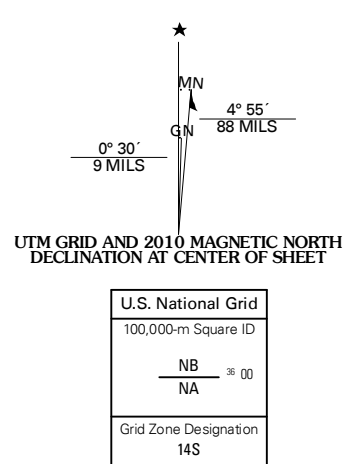 ★
MN
4° 55´
88 MILS
GN
0° 30´
9 MILS
UTM GRID AND 2010 MAGNETIC NORTH
DECLINATION AT CENTER OF SHEET
U.S. National Grid
100,000-m Square ID
NB
36 00
NA
Grid Zone Designation
14S